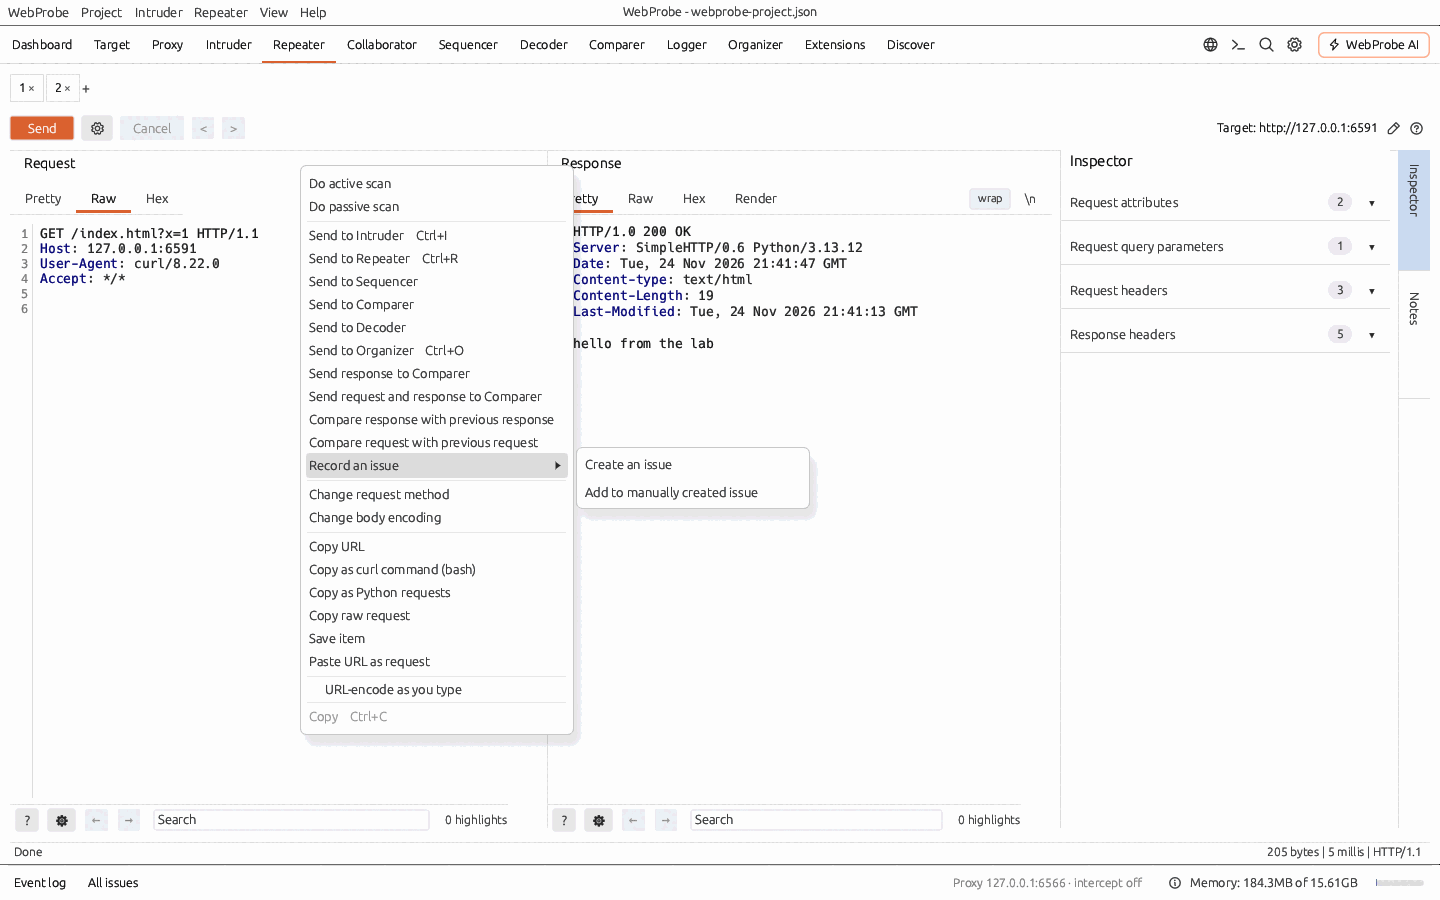 WebProbe Project Intruder Repeater View Help
WebProbe - webprobe-project.json
Dashboard Target Proxy Intruder Repeater Collaborator Sequencer Decoder Comparer Logger Organizer Extensions Discover
WebProbe AI
1 × 2 × +
Send Cancel < >
Target: http://127.0.0.1:6591
Request
Pretty Raw Hex
1 GET /index.html?x=1 HTTP/1.1
2 Host: 127.0.0.1:6591
3 User-Agent: curl/8.22.0
4 Accept: */*
5
6
Do active scan
Do passive scan
Send to Intruder Ctrl+I
Send to Repeater Ctrl+R
Send to Sequencer
Send to Comparer
Send to Decoder
Send to Organizer Ctrl+O
Send response to Comparer
Send request and response to Comparer
Compare response with previous response
Compare request with previous request
Record an issue
Create an issue
Add to manually created issue
Change request method
Change body encoding
Copy URL
Copy as curl command (bash)
Copy as Python requests
Copy raw request
Save item
Paste URL as request
URL-encode as you type
Copy Ctrl+C
Response
etty Raw Hex Render
wrap \n
HTTP/1.0 200 OK
Server: SimpleHTTP/0.6 Python/3.13.12
Date: Tue, 24 Nov 2026 21:41:47 GMT
Content-type: text/html
Content-Length: 19
Last-Modified: Tue, 24 Nov 2026 21:41:13 GMT
hello from the lab
Inspector
Request attributes 2
Request query parameters 1
Request headers 3
Response headers 5
Inspector
Notes
? ← → Search 0 highlights
? ← → Search 0 highlights
Done
205 bytes | 5 millis | HTTP/1.1
Event log All issues
Proxy 127.0.0.1:6566 · intercept off
Memory: 184.3MB of 15.61GB